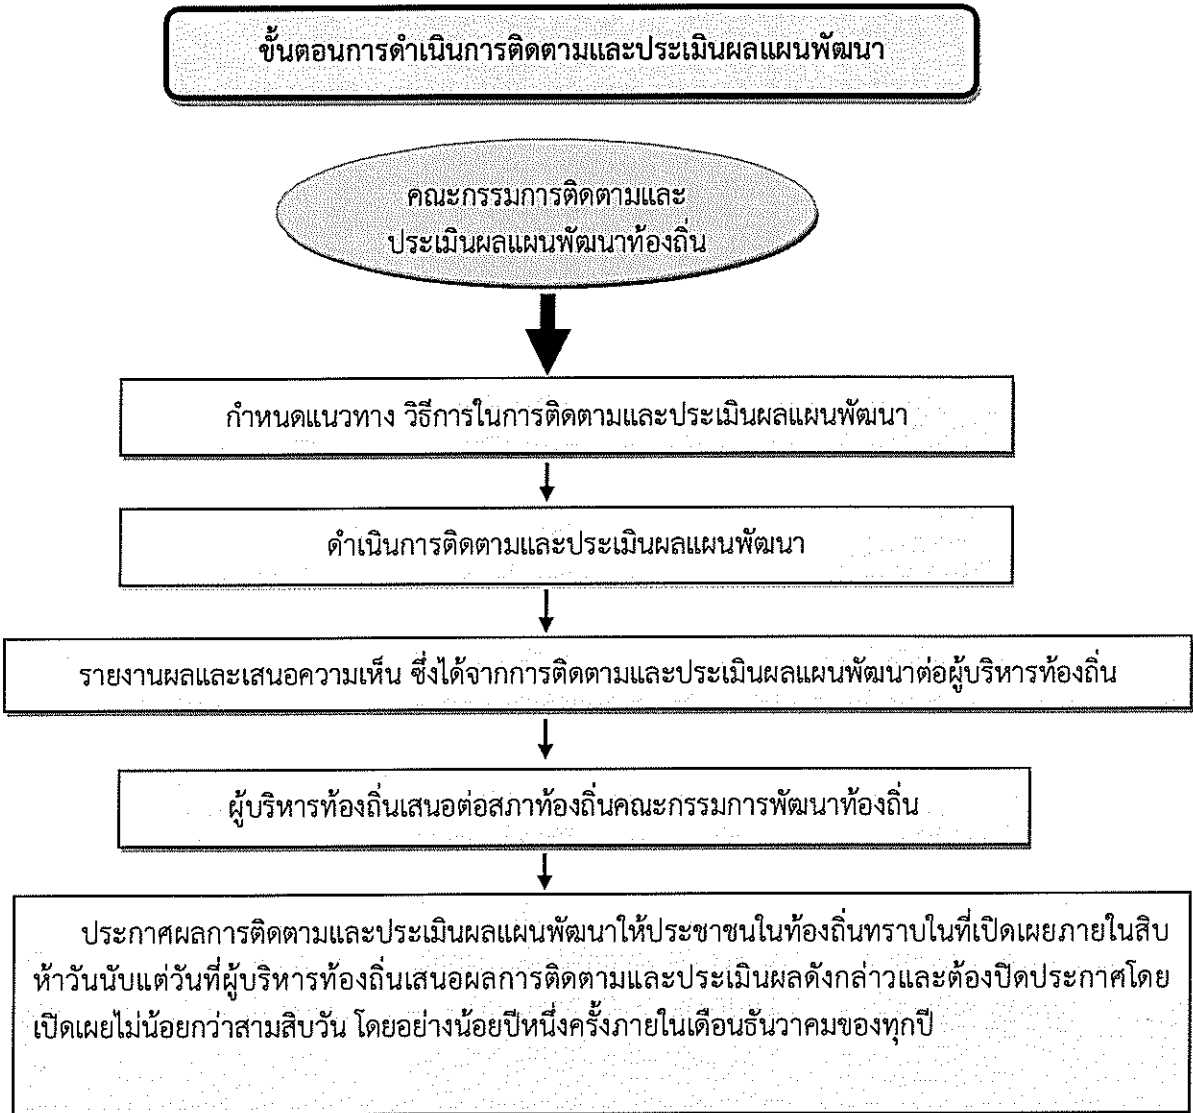 ขั้นตอนการดำเนินการติดตามและประเมินผลแผนพัฒนา
คณะกรรมการติดตามและ
ประเมินผลแผนพัฒนาท้องถิ่น
กำหนดแนวทาง วิธีการในการติดตามและประเมินผลแผนพัฒนา
ดำเนินการติดตามและประเมินผลแผนพัฒนา
รายงานผลและเสนอความเห็น ซึ่งได้จากการติดตามและประเมินผลแผนพัฒนาต่อผู้บริหารท้องถิ่น
ผู้บริหารท้องถิ่นเสนอต่อสภาท้องถิ่นคณะกรรมการพัฒนาท้องถิ่น
ประกาศผลการติดตามและประเมินผลแผนพัฒนาให้ประชาชนในท้องถิ่นทราบในที่เปิดเผยภายในสิบ
ห้าวันนับแต่วันที่ผู้บริหารท้องถิ่นเสนอผลการติดตามและประเมินผลดังกล่าวและต้องปิดประกาศโดย
เปิดเผยไม่น้อยกว่าสามสิบวัน โดยอย่างน้อยปีหนึ่งครั้งภายในเดือนธันวาคมของทุกปี